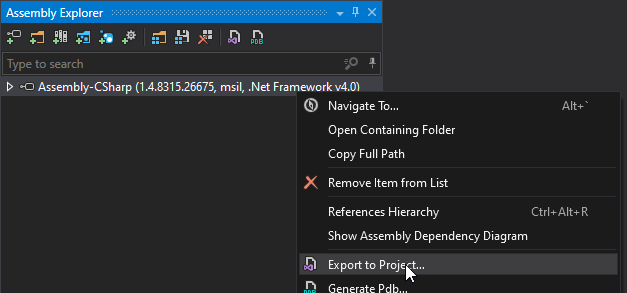 Assembly Explorer
PDB
Type to search
Assembly-CSharp (1.4.8315.26675, msil, .Net Framework v4.0)
Navigate To... Alt+`
Open Containing Folder
Copy Full Path
Remove Item from List
References Hierarchy Ctrl+Alt+R
Show Assembly Dependency Diagram
Export to Project...
Generate Pdb...